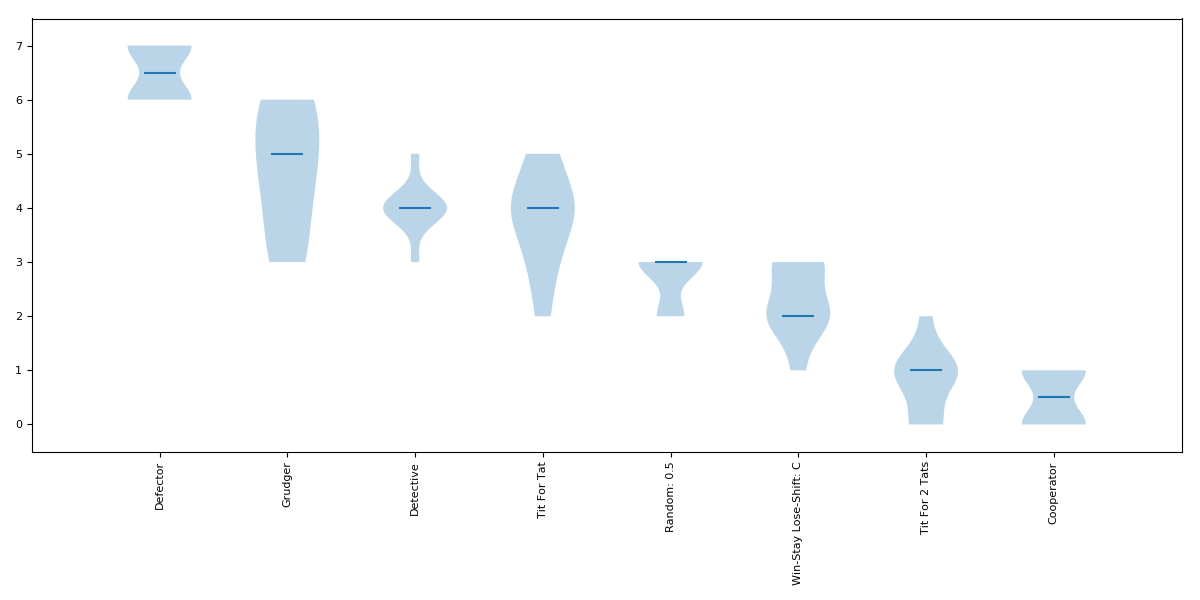 7
6
5
4
3
2
1
0
Defector
Grudger
Detective
Tit For Tat
Random: 0.5
Win-Stay Lose-Shift: C
Tit For 2 Tats
Cooperator